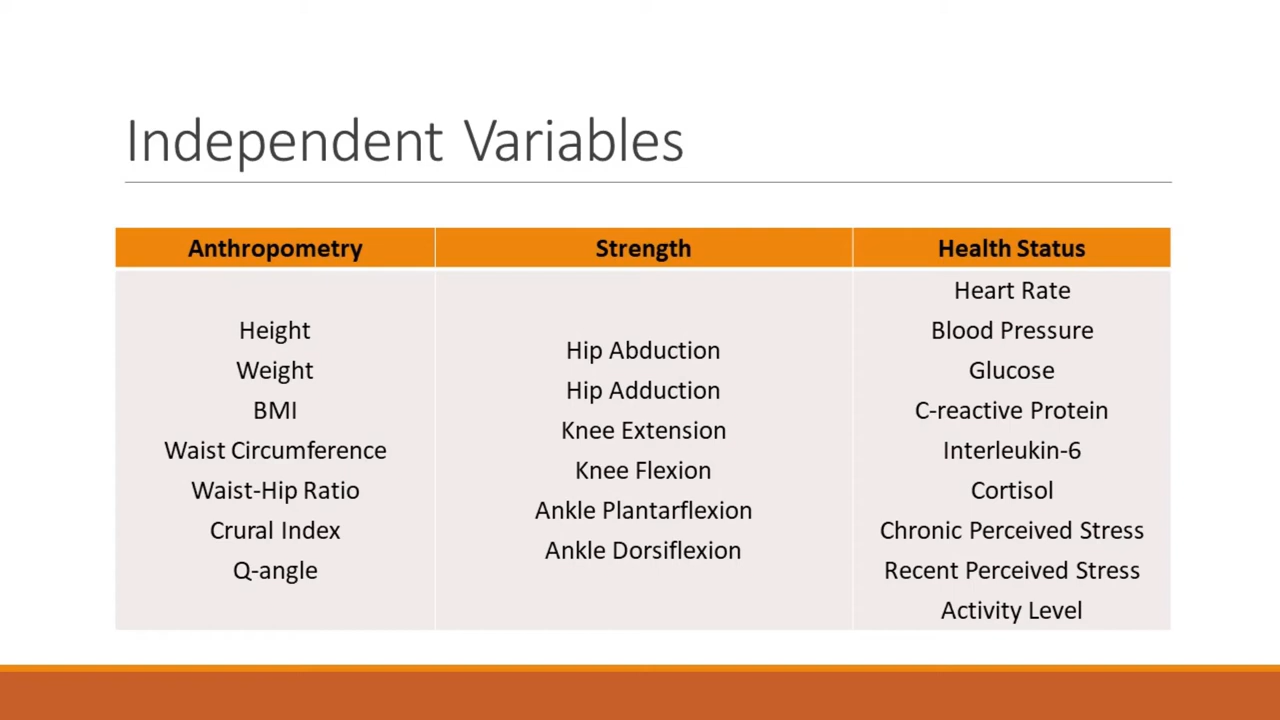 Independent Variables
Anthropometry
Strength
Health Status
Height
Weight
BMI
Waist Circumference
Waist-Hip Ratio
Crural Index
Q-angle
Hip Abduction
Hip Adduction
Knee Extension
Knee Flexion
Ankle Plantarflexion
Ankle Dorsiflexion
Heart Rate
Blood Pressure
Glucose
C-reactive Protein
Interleukin-6
Cortisol
Chronic Perceived Stress
Recent Perceived Stress
Activity Level